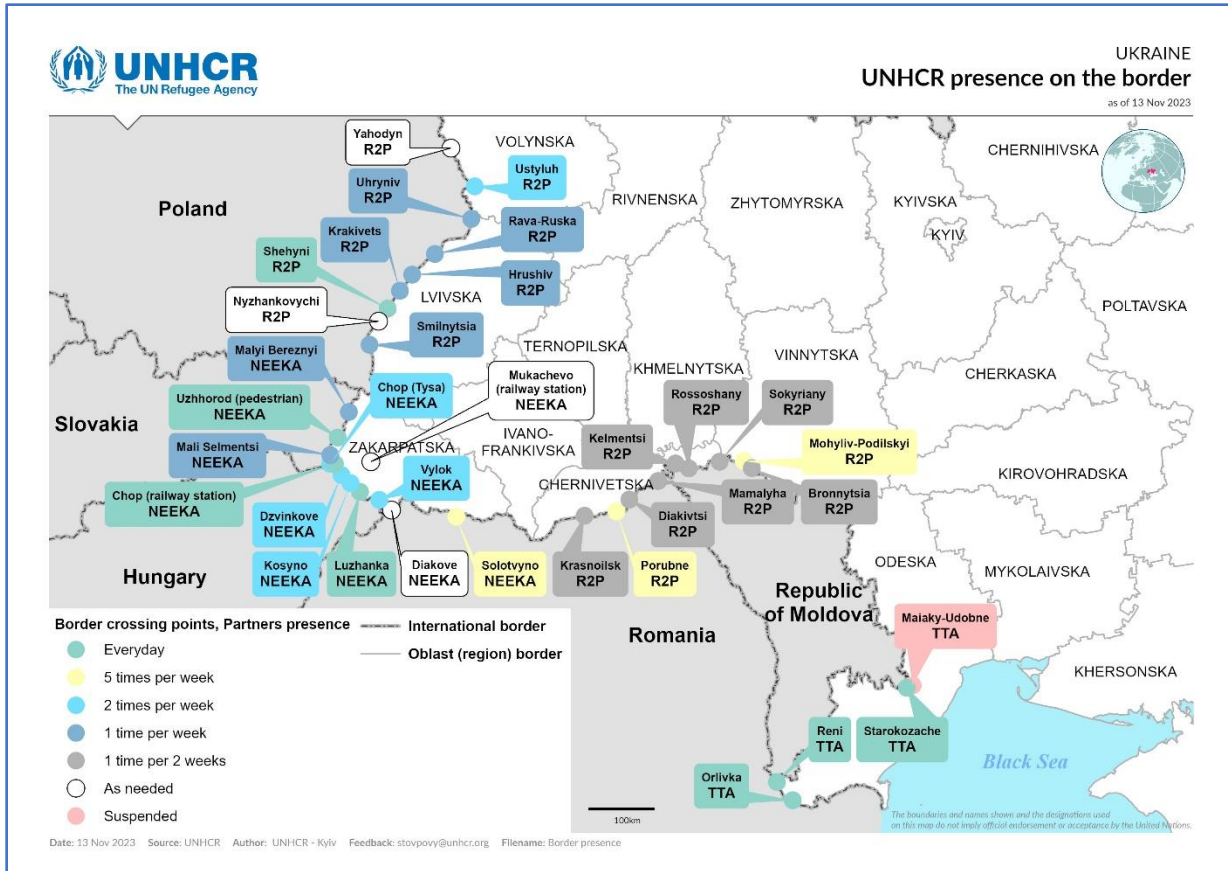 UNHCR
The UN Refugee Agency
UKRAINE
UNHCR presence on the border
as of 13 Nov 2023
Yahodyn
R2P
VOLYNSKA
CHERNIHIVSKA
Ustyluh
R2P
Uhryniv
R2P
RIVNENSKA
ZHYTOMYRSKA
KYIVSKA
KYIV
Poland
Krakivets
R2P
Rava-Ruska
R2P
Shehyni
R2P
Hrushiv
R2P
LVIVSKA
POLTAVSKA
Nyzhankovychi
R2P
Smilnytsia
R2P
TERNOPILSKA
KHMELNYTSKA
VINNYTSKA
CHERKASKA
Malyi Bereznyi
NEEKA
Chop (Tysa)
NEEKA
Mukachevo
(railway station)
NEEKA
Rossoshany
R2P
Sokyriany
R2P
Uzhhorod (pedestrian)
NEEKA
Slovakia
Mali Selmentsi
NEEKA
ZAKARPATSKA
IVANO-
FRANKIVSKA
Kelmentsi
R2P
Mohyliv-Podilskyi
R2P
KIROVOHRADSKA
Chop (railway station)
NEEKA
Vylok
NEEKA
CHERNIVETSKA
Mamalyha
R2P
Bronnytsia
R2P
Dzvinkove
NEEKA
Diakivtsi
R2P
Hungary
Kosyno
NEEKA
Luzhanka
NEEKA
Diakove
NEEKA
Solotvyno
NEEKA
Krasnoilsk
R2P
Porubne
R2P
ODESKA
MYKOLAIVSKA
Republic
of Moldova
Romania
Maiaky-Udobne
TTA
KHERSONSKA
Reni
TTA
Starokozache
TTA
Orlivka
TTA
Black Sea
Border crossing points, Partners presence
Everyday
5 times per week
2 times per week
1 time per week
1 time per 2 weeks
As needed
Suspended
International border
Oblast (region) border
100km
The boundaries and names shown and the designations used
on this map do not imply official endorsement or acceptance by the United Nations.
Date: 13 Nov 2023 Source: UNHCR Author: UNHCR - Kyiv Feedback: stovpovy@unhcr.org Filename: Border presence